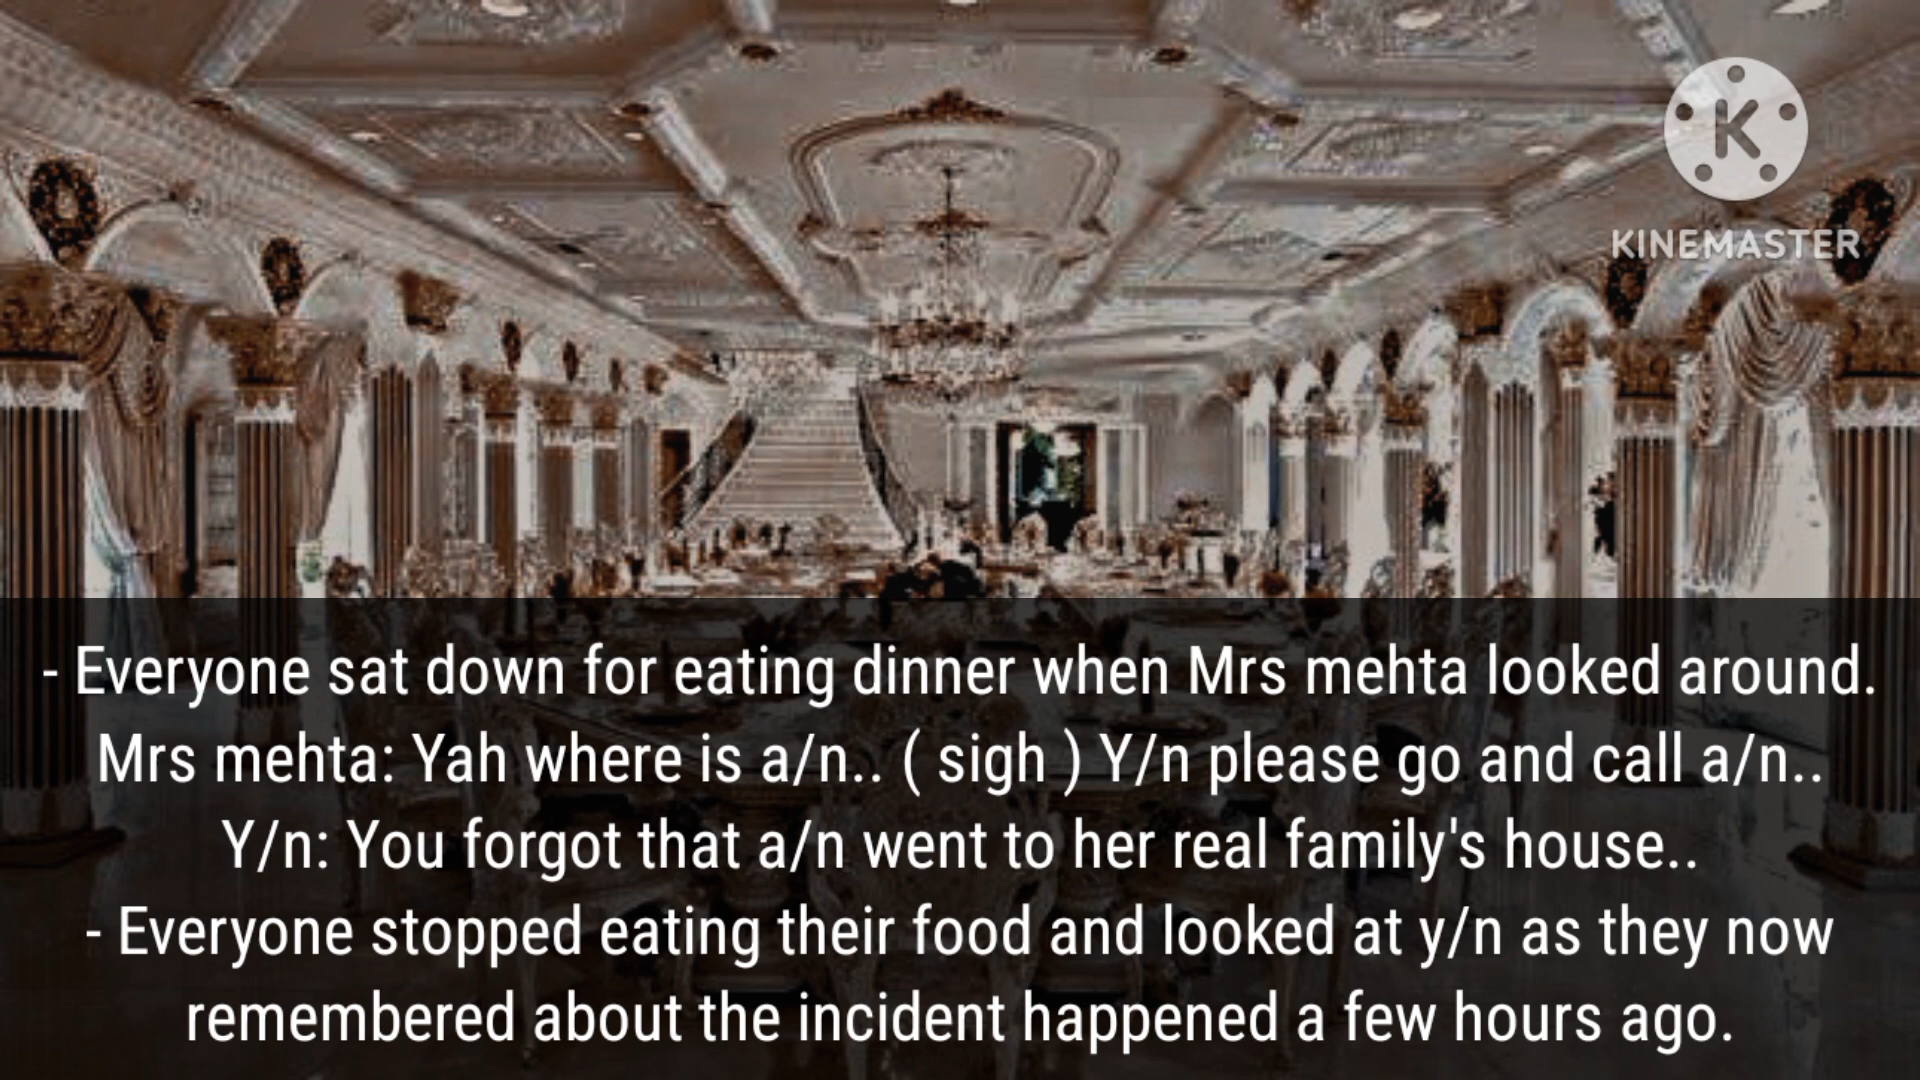 K
KINEMASTER
- Everyone sat down for eating dinner when Mrs mehta looked around.
Mrs mehta: Yah where is a/n.. ( sigh ) Y/n please go and call a/n..
Y/n: You forgot that a/n went to her real family's house..
- Everyone stopped eating their food and looked at y/n as they now
remembered about the incident happened a few hours ago.